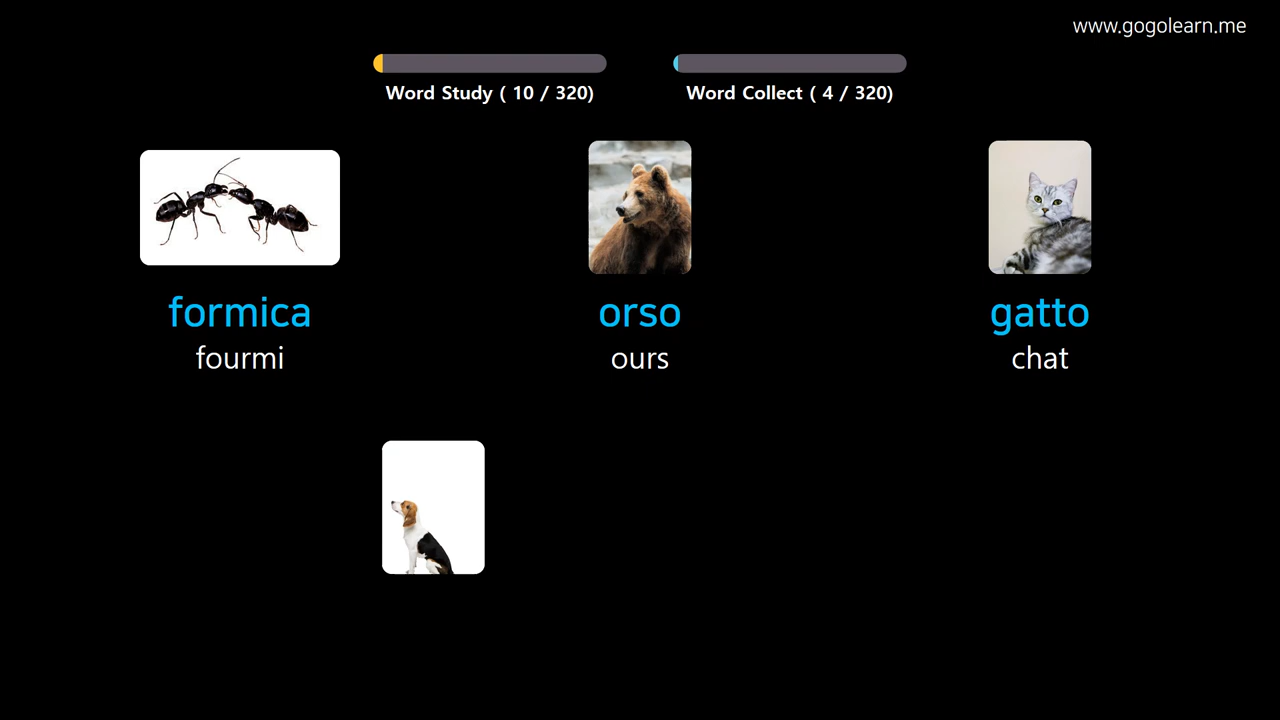 www.gogolearn.me
Word Study ( 10 / 320)
Word Collect ( 4 / 320)
formica
orso
gatto
fourmi
ours
chat